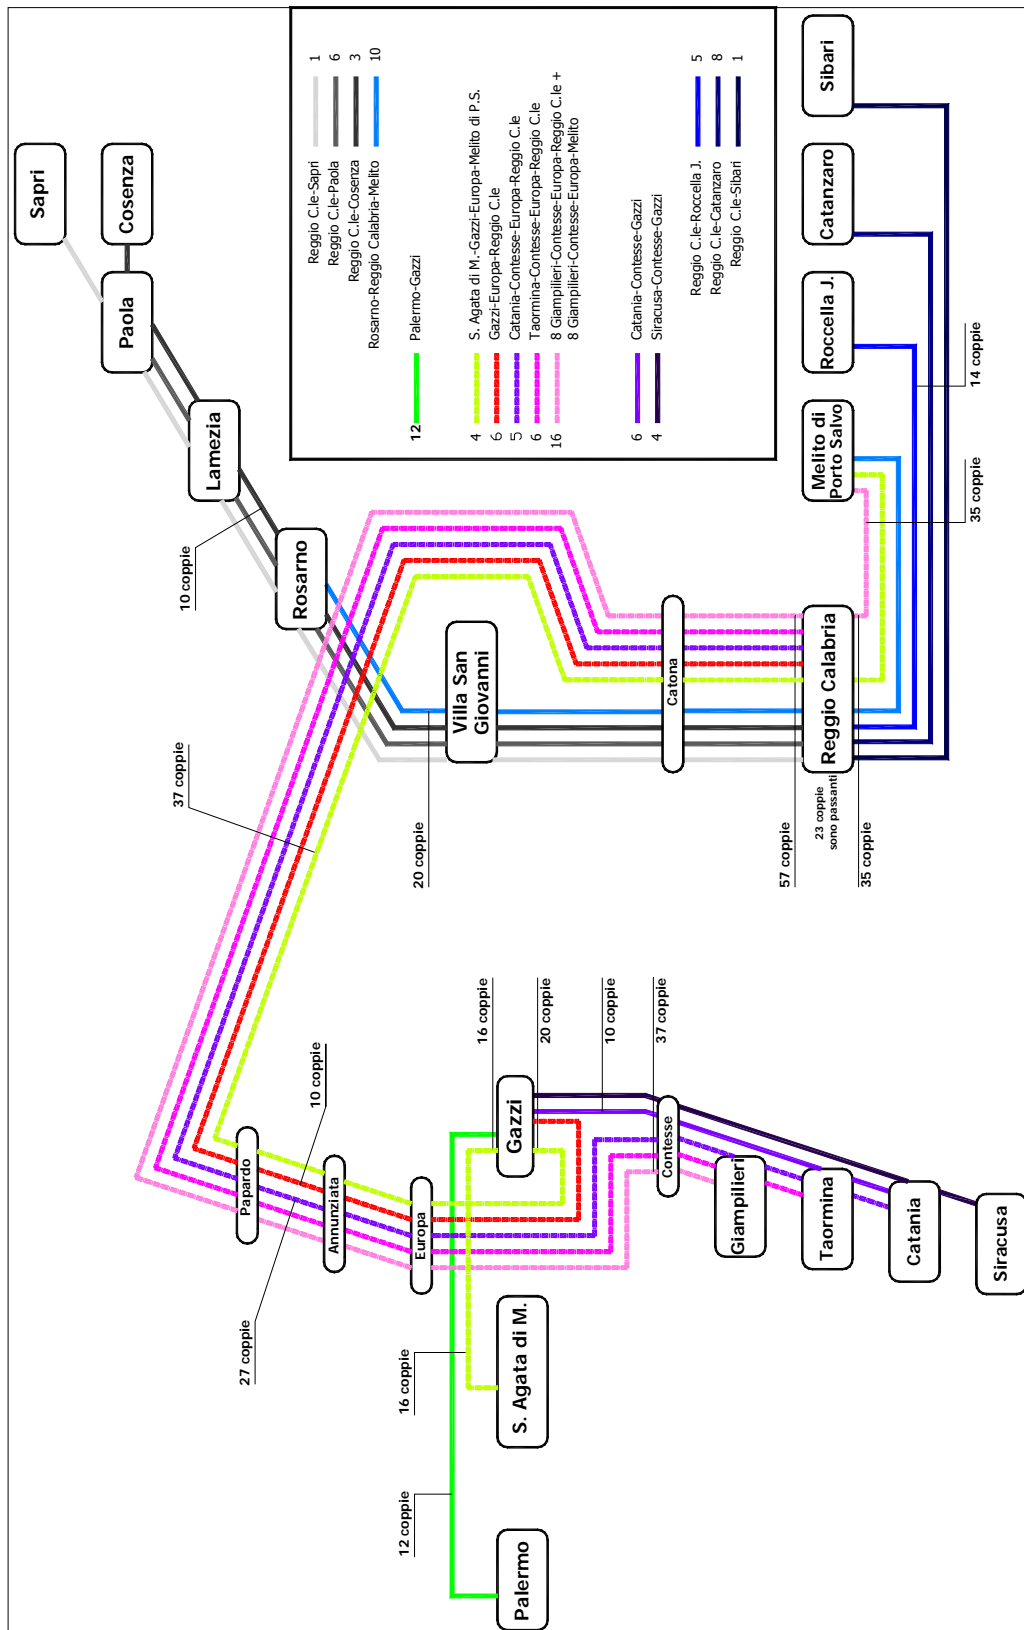 Sapri
Cosenza
Paola
Lamezia
Rosarno
10 coppie
37 coppie
Villa San
Giovanni
20 coppie
Catona
57 coppie
Reggio Calabria
23 coppie
sono passanti
35 coppie
Melito di
Porto Salvo
35 coppie
Roccella J.
14 coppie
Catanzaro
Sibari
Papardo
10 coppie
Annunziata
27 coppie
Europa
16 coppie
Gazzi
20 coppie
10 coppie
37 coppie
Contesse
Giampilieri
Taormina
Catania
Siracusa
S. Agata di M.
16 coppie
12 coppie
Palermo
Reggio C.le-Sapri 1
Reggio C.le-Paola 6
Reggio C.le-Cosenza 3
Rosarno-Reggio Calabria-Melito 10
12 Palermo-Gazzi
4 S. Agata di M.-Gazzi-Europa-Melito di P.S.
6 Gazzi-Europa-Reggio C.le
5 Catania-Contesse-Europa-Reggio C.le
6 Taormina-Contesse-Europa-Reggio C.le
16 8 Giampilieri-Contesse-Europa-Reggio C.le +
8 Giampilieri-Contesse-Europa-Melito
6 Catania-Contesse-Gazzi
4 Siracusa-Contesse-Gazzi
Reggio C.le-Roccella J. 5
Reggio C.le-Catanzaro 8
Reggio C.le-Sibari 1